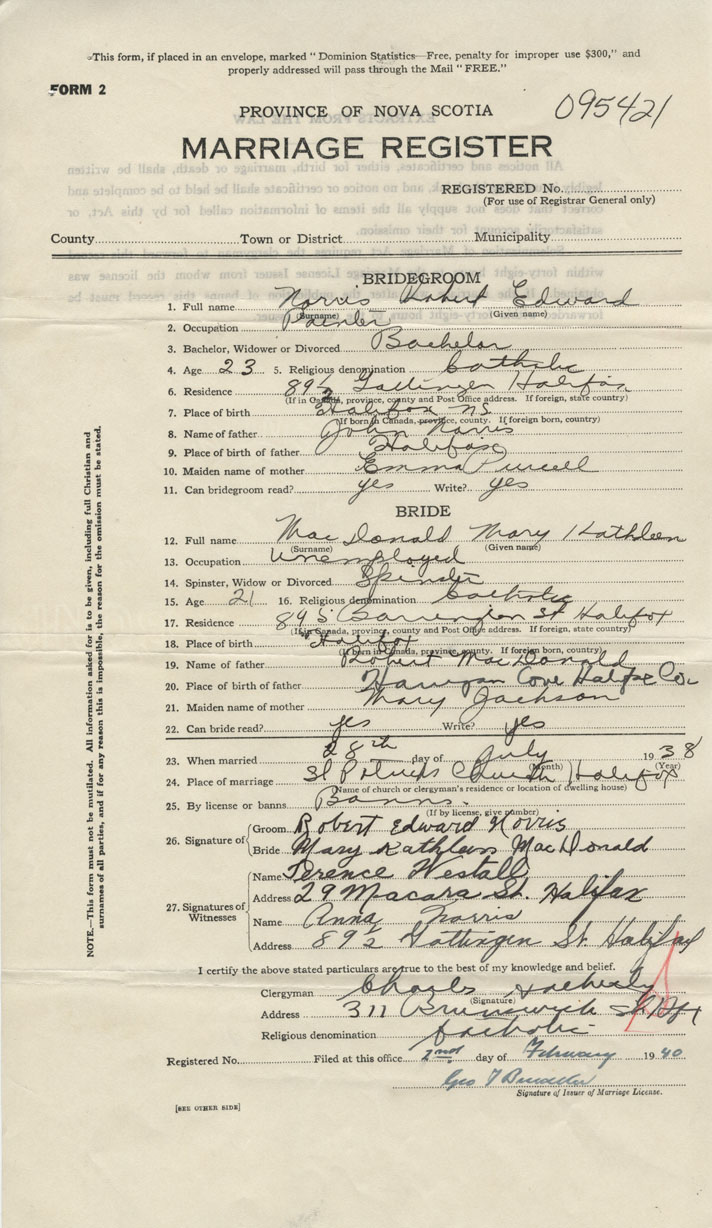 This form, if placed in an envelope, marked "Dominion Statistics—Free, penalty for improper use $300," and
properly addressed will pass through the Mail "FREE."
FORM 2
PROVINCE OF NOVA SCOTIA 095421
MARRIAGE REGISTER
REGISTERED No.
(For use of Registrar General only)
County Town or District Municipality
BRIDEGROOM
1. Full name Norris Robert Edward
(Surname) (Given name)
2. Occupation Painter
3. Bachelor, Widower or Divorced Bachelor
4. Age 23 5. Religious denomination Catholic
6. Residence 89½ Gottingen Halifax
(If in Canada, province, county and Post Office address. If foreign, state country)
7. Place of birth Halifax NS
(If born in Canada, province, county. If foreign born, country)
8. Name of father John Norris
9. Place of birth of father Halifax
10. Maiden name of mother Emma Purcell
11. Can bridegroom read? yes Write? yes
BRIDE
12. Full name MacDonald Mary Kathleen
(Surname) (Given name)
13. Occupation Unemployed
14. Spinster, Widow or Divorced Spinster
15. Age 21 16. Religious denomination Catholic
17. Residence 895 Barrington St Halifax
(If in Canada, province, county and Post Office address. If foreign, state country)
18. Place of birth Halifax
(If born in Canada, province, county. If foreign born, country)
19. Name of father Robert MacDonald
20. Place of birth of father Harrigan Cove Halifax Co.
21. Maiden name of mother Mary Jackson
22. Can bride read? yes Write? yes
23. When married 28th day of July 1938
(Month) (Year)
24. Place of marriage St Patricks Church Halifax
(Name of church or clergyman's residence or location of dwelling house)
25. By license or banns Banns.
(If by license, give number)
26. Signature of Groom Robert Edward Norris
Bride Mary Kathleen MacDonald
27. Signatures of Witnesses Name Terence Westall
Address 29 Macara St. Halifax
Name Anna Norris
Address 89½ Gottingen St. Halifax
I certify the above stated particulars are true to the best of my knowledge and belief.
Clergyman Charles
(Signature)
Address 311 Brunswick St Hfx
Religious denomination Catholic
Registered No. Filed at this office 2nd day of February 1940
Geo
Signature of Issuer of Marriage License.
[SEE OTHER SIDE]
NOTE.—This form must not be mutilated. All information asked for is to be given, including full Christian and
surnames of all parties, and if for any reason this is impossible, the reason for the omission must be stated.